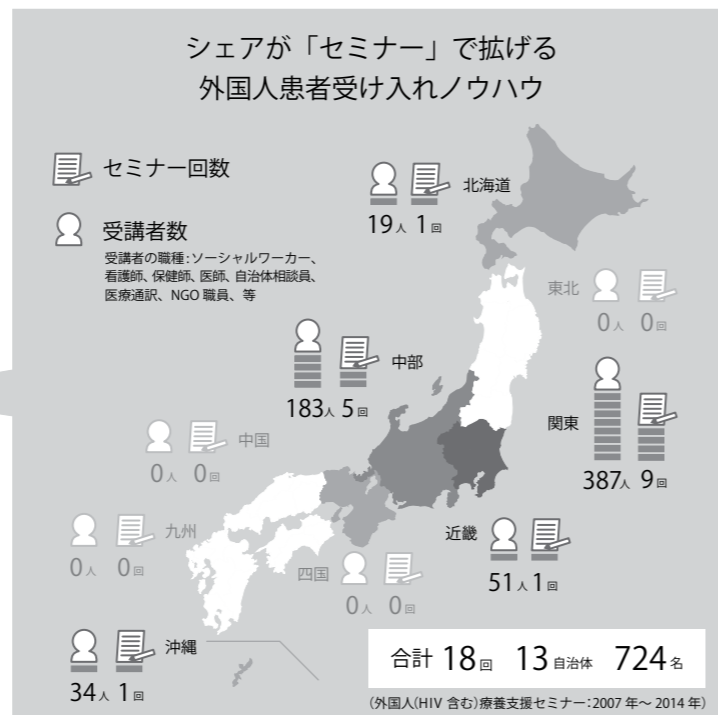 シェアが「セミナー」で拡げる
外国人患者受け入れノウハウ
セミナー回数
受講者数
受講者の職種：ソーシャルワーカー、
看護師、保健師、医師、自治体相談員、
医療通訳、NGO 職員、等
北海道
19人 1回
東北
0人 0回
中部
183人 5回
関東
387人 9回
中国
0人 0回
近畿
51人 1回
九州
0人 0回
四国
0人 0回
沖縄
34人 1回
合計 18回 13自治体 724名
（外国人(HIV 含む)療養支援セミナー：2007 年～ 2014 年）